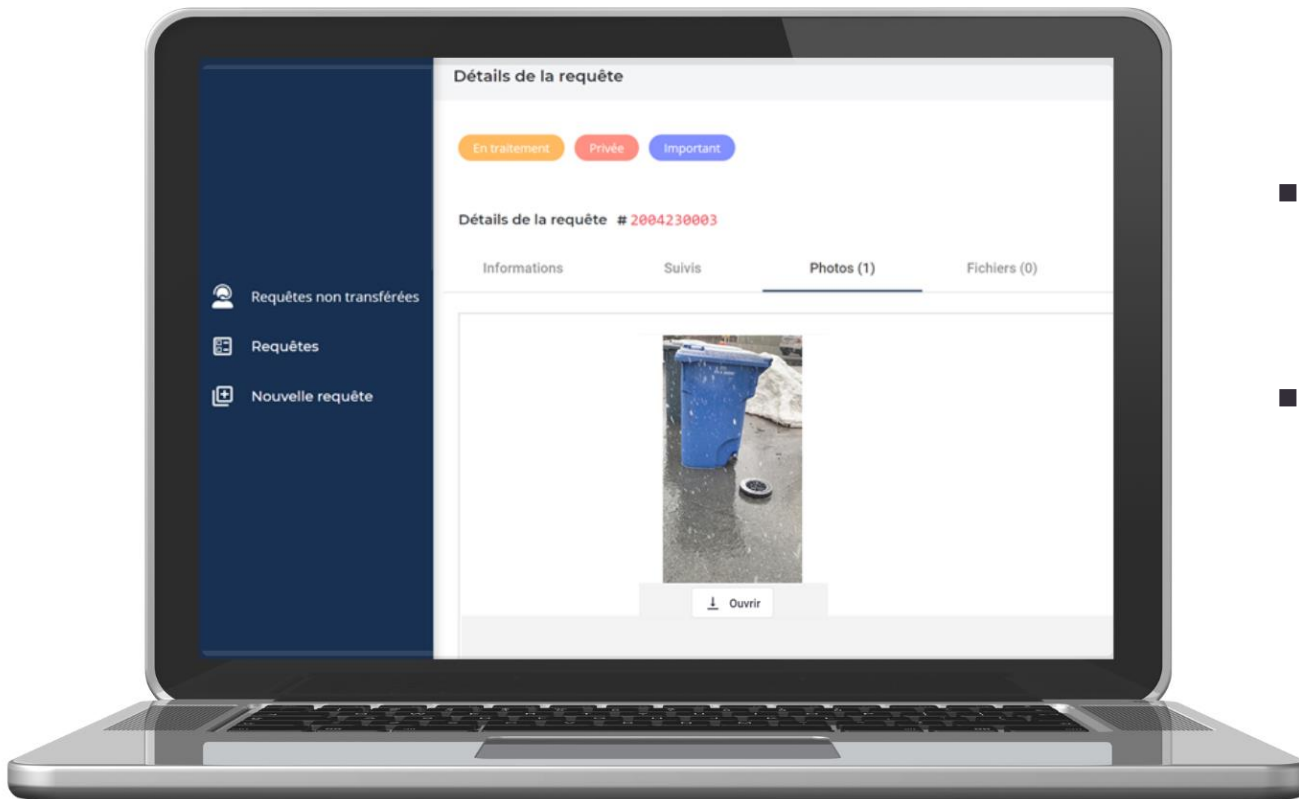 Détails de la requête
En traitement Privée Important
Détails de la requête # 2004230003
Informations Suivis Photos (1) Fichiers (0)
Requêtes non transférées
Requêtes
Nouvelle requête
Ouvrir